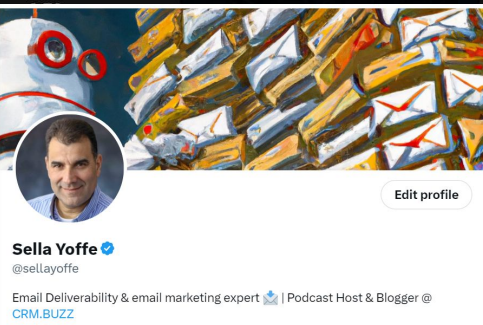 Edit profile
Sella Yoffe
@sellayoffe
Email Deliverability & email marketing expert 📩 | Podcast Host & Blogger @
CRM.BUZZ